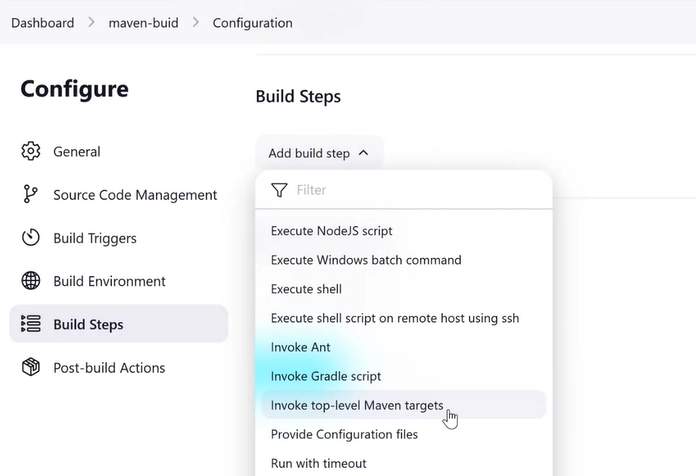 Dashboard > maven-buid > Configuration
Configure
General
Source Code Management
Build Triggers
Build Environment
Build Steps
Post-build Actions
Build Steps
Add build step
Filter
Execute NodeJS script
Execute Windows batch command
Execute shell
Execute shell script on remote host using ssh
Invoke Ant
Invoke Gradle script
Invoke top-level Maven targets
Provide Configuration files
Run with timeout